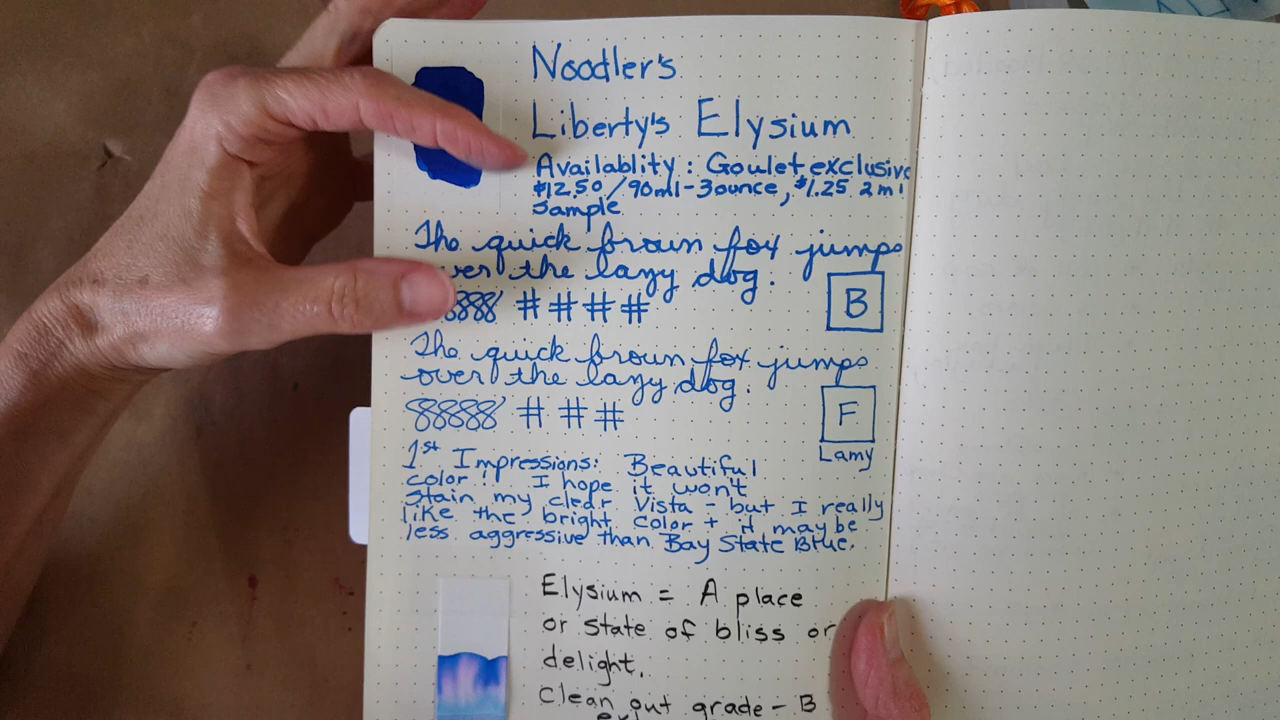 Noodler's
Liberty's Elysium
Availablity : Goulet exclusive
$12.50/90ml-3ounce, $1.25 2ml
Sample
The quick brown fox jumps
over the lazy dog.
8888 # # # #
B
The quick brown fox jumps
over the lazy dog.
88888 # # #
F
Lamy
1st Impressions: Beautiful
color!! I hope it won't
stain my clear Vista - but I really
like the bright color + it may be
less aggressive than Bay State Blue.
Elysium = A place
or state of bliss or
delight.
Clean out grade - B